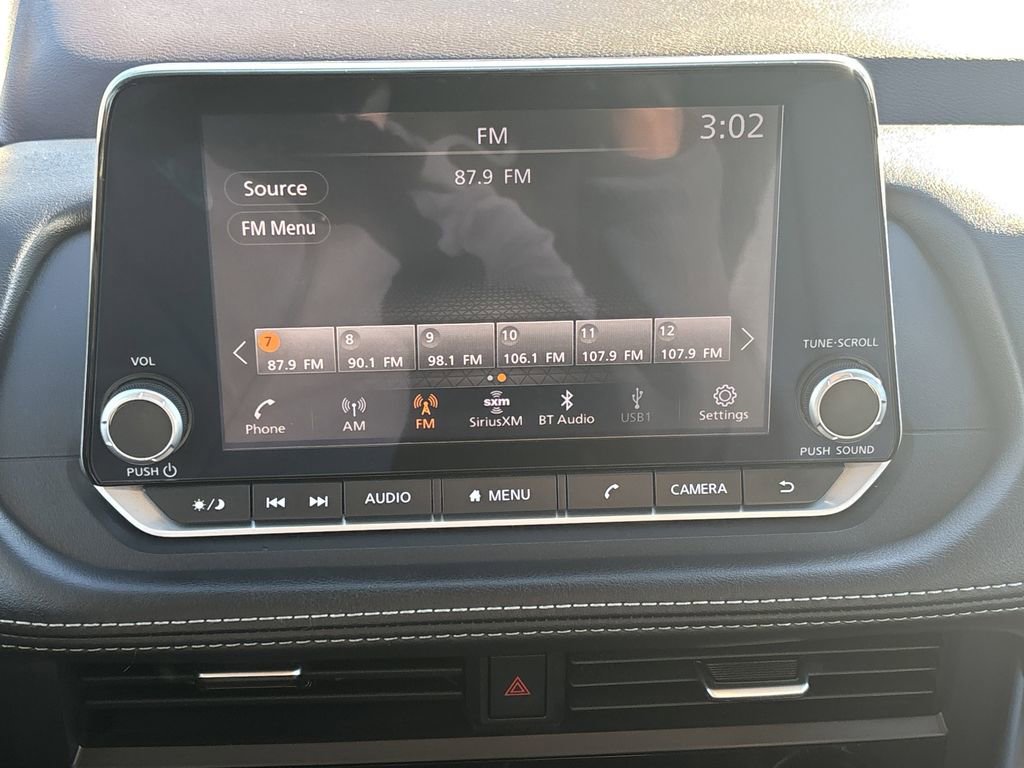 FM
3:02
87.9 FM
Source
FM Menu
7
87.9 FM
8
90.1 FM
9
98.1 FM
10
106.1 FM
11
107.9 FM
12
107.9 FM
VOL
TUNE·SCROLL
Phone
AM
FM
sxm
SiriusXM
BT Audio
USB1
Settings
PUSH
PUSH SOUND
AUDIO
MENU
CAMERA